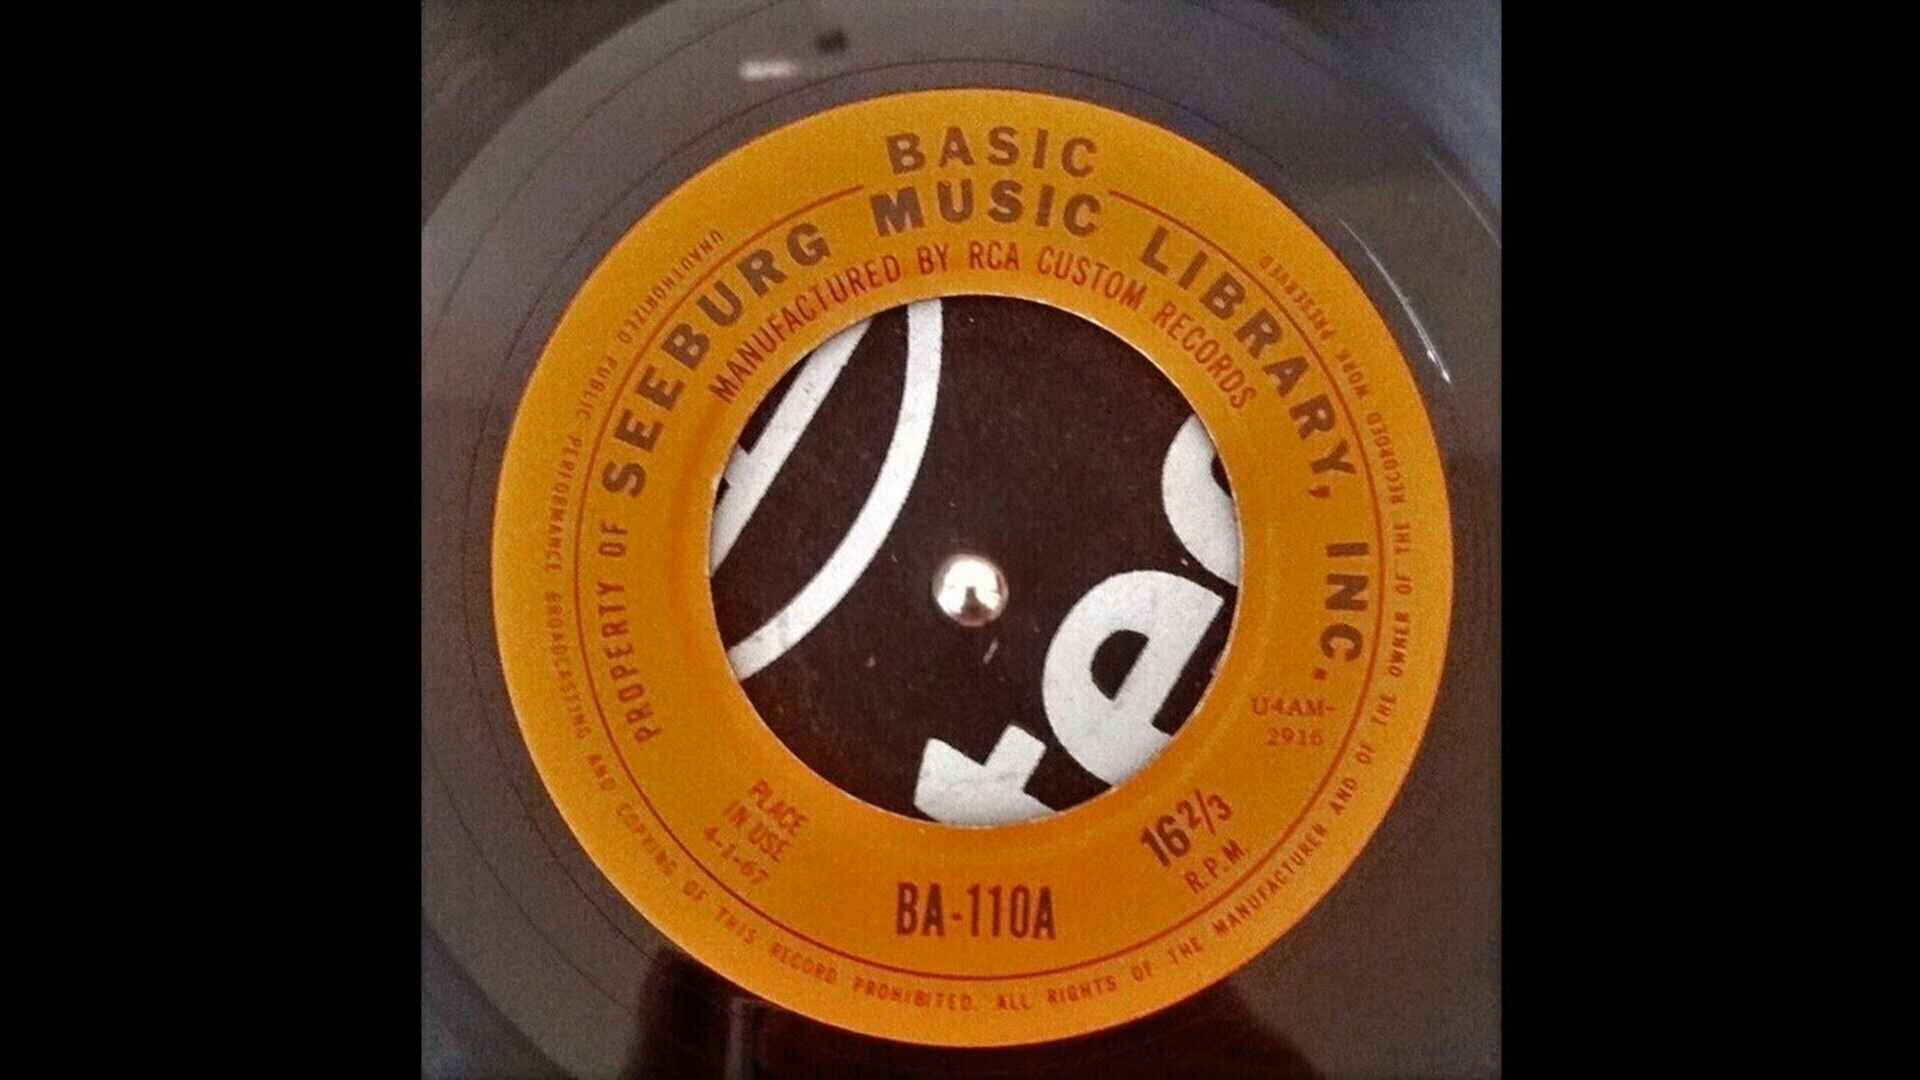 BASIC
PROPERTY OF SEEBURG MUSIC LIBRARY, INC.
MANUFACTURED BY RCA CUSTOM RECORDS
U4AM-
2916
PLACE
IN USE
4-1-67
16 2/3
R.P.M.
BA-110A
UNAUTHORIZED PUBLIC PERFORMANCE BROADCASTING AND COPYING OF THIS RECORD PROHIBITED. ALL RIGHTS OF THE MANUFACTURER AND OF THE OWNER OF THE RECORDED WORK PRESERVED